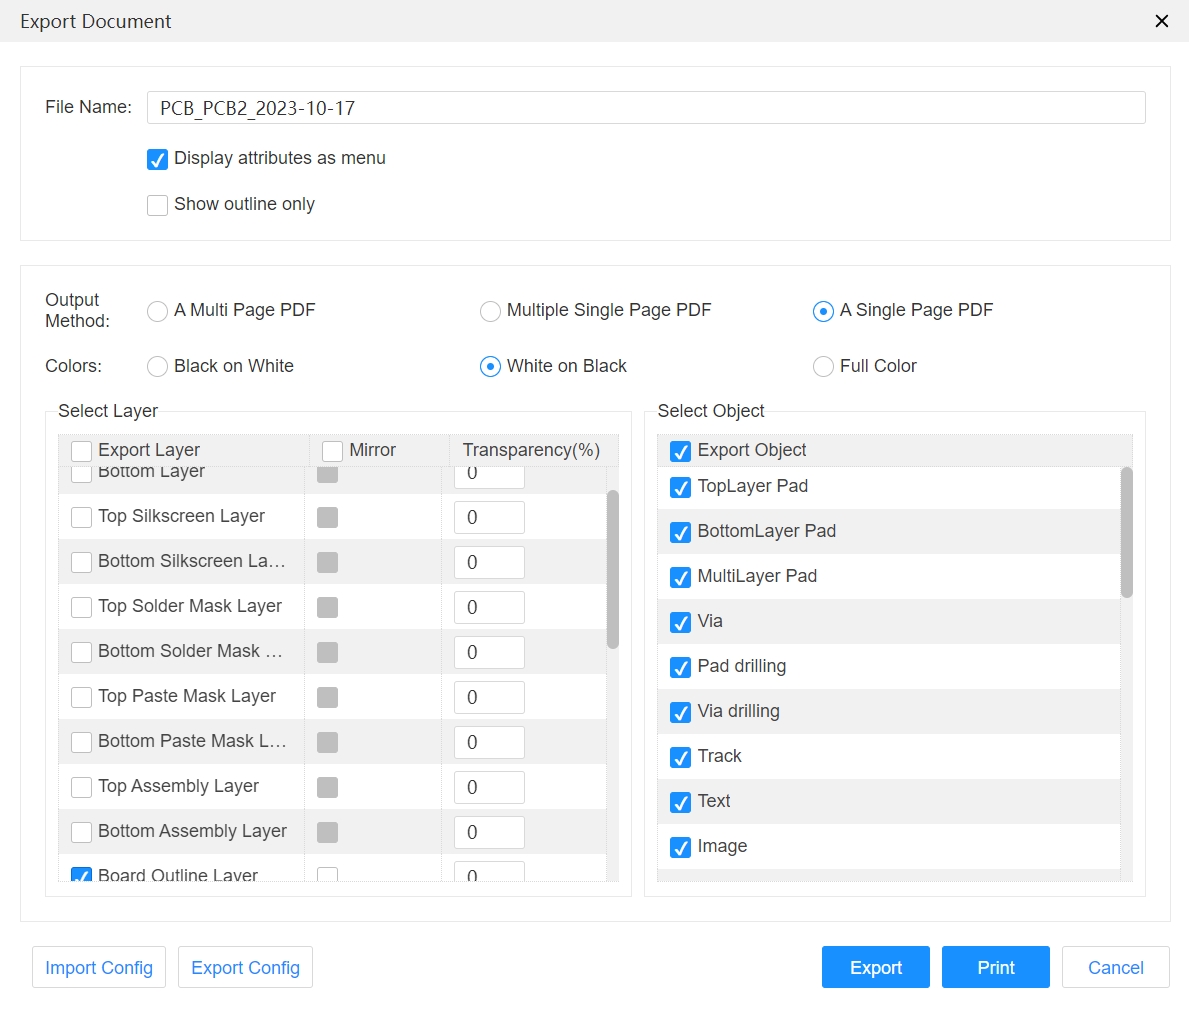 Export Document
File Name: PCB_PCB2_2023-10-17
Display attributes as menu
Show outline only
Output Method: A Multi Page PDF Multiple Single Page PDF A Single Page PDF
Colors: Black on White White on Black Full Color
Select Layer
Export Layer Mirror Transparency(%)
Bottom Layer 0
Top Silkscreen Layer 0
Bottom Silkscreen La... 0
Top Solder Mask Layer 0
Bottom Solder Mask ... 0
Top Paste Mask Layer 0
Bottom Paste Mask L... 0
Top Assembly Layer 0
Bottom Assembly Layer 0
Board Outline Layer 0
Select Object
Export Object
TopLayer Pad
BottomLayer Pad
MultiLayer Pad
Via
Pad drilling
Via drilling
Track
Text
Image
Import Config Export Config Export Print Cancel